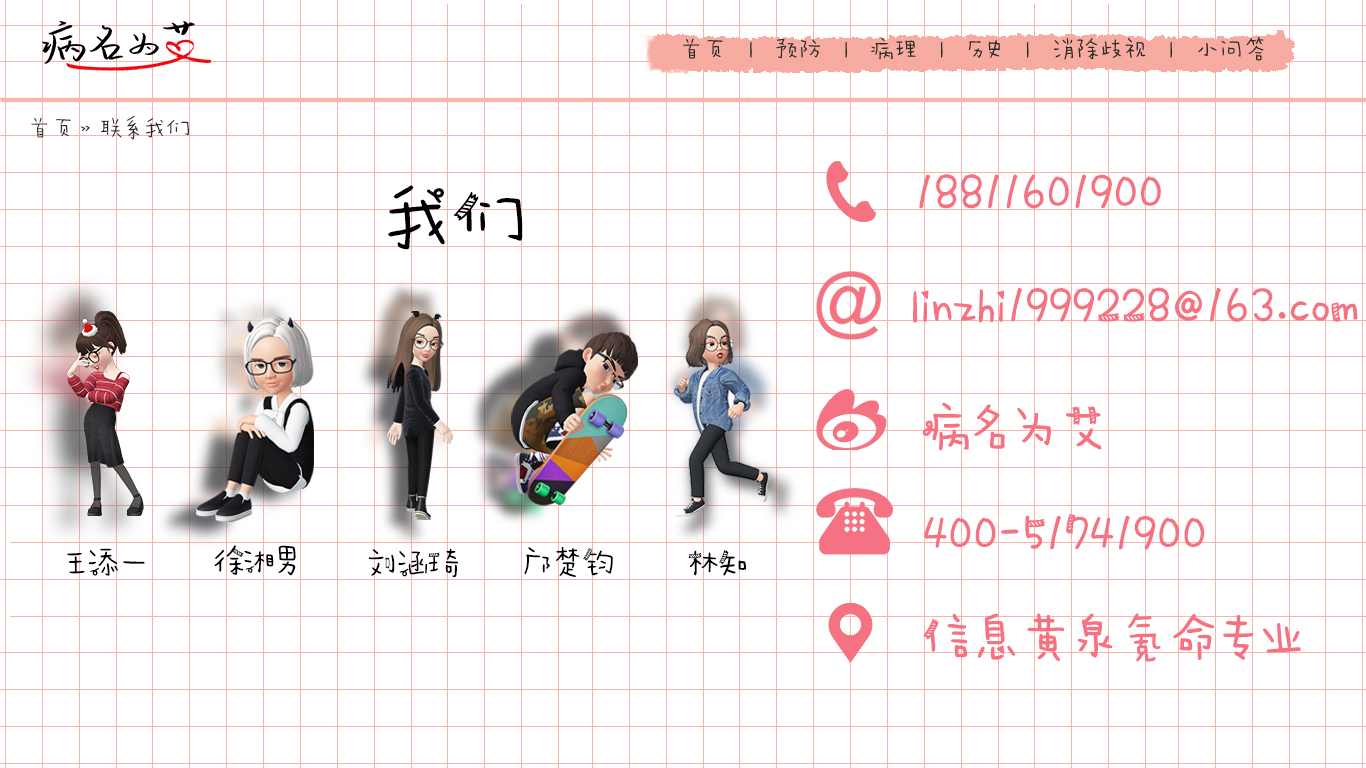 病名为艾
首页 | 预防 | 病理 | 历史 | 消除歧视 | 小问答
首页 » 联系我们
我们
18811601900
linzhi1999228@163.com
病名为艾
400-51741900
信息黄泉氪命专业
王添一 徐湘男 刘涵琦 邝楚钧 林知